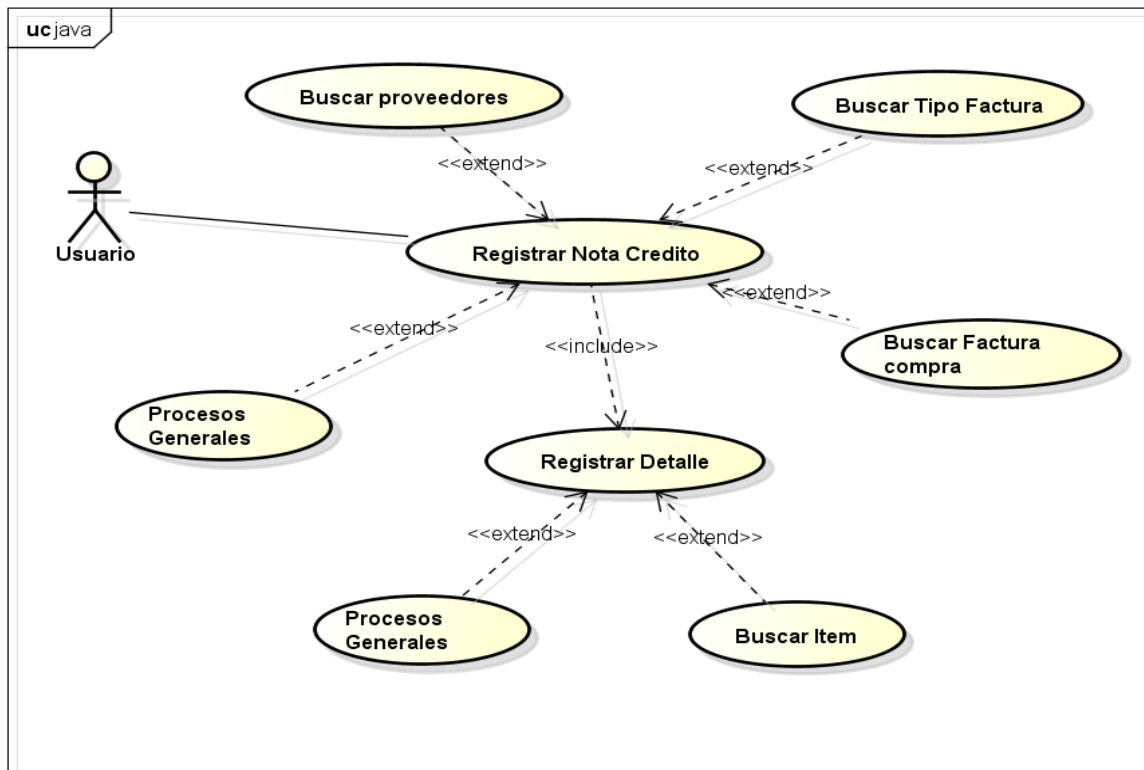 uc java
Buscar proveedores
Buscar Tipo Factura
<<extend>>
<<extend>>
Usuario
Registrar Nota Credito
<<extend>>
<<extend>>
<<include>>
Buscar Factura
compra
Procesos
Generales
Registrar Detalle
<<extend>>
<<extend>>
Procesos
Generales
Buscar Item